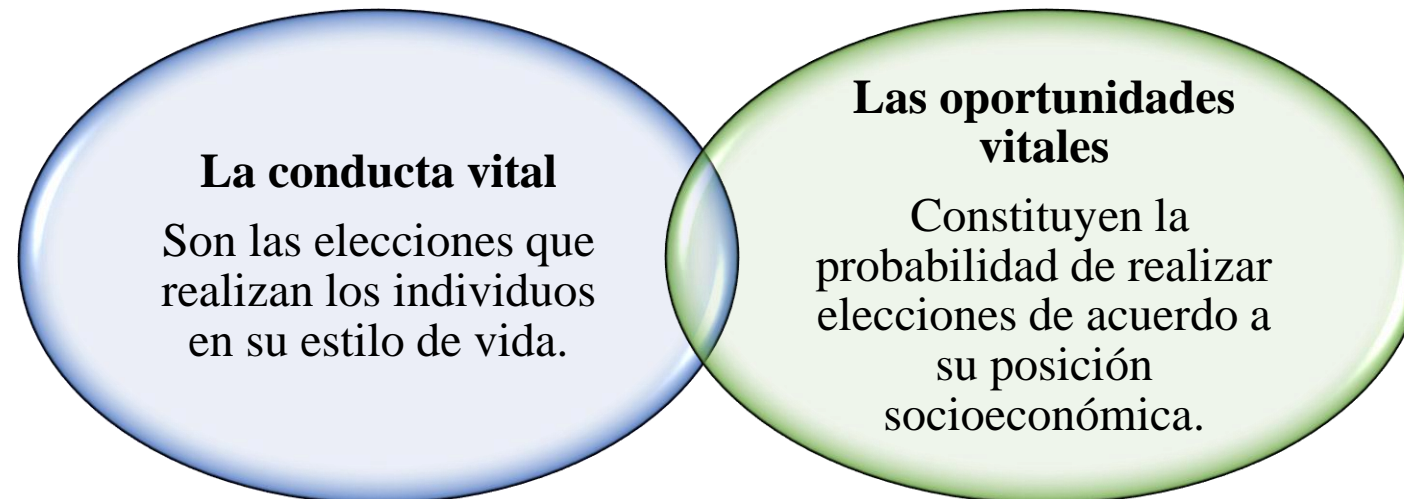 La conducta vital
Son las elecciones que
realizan los individuos
en su estilo de vida.
Las oportunidades
vitales
Constituyen la
probabilidad de realizar
elecciones de acuerdo a
su posición
socioeconómica.